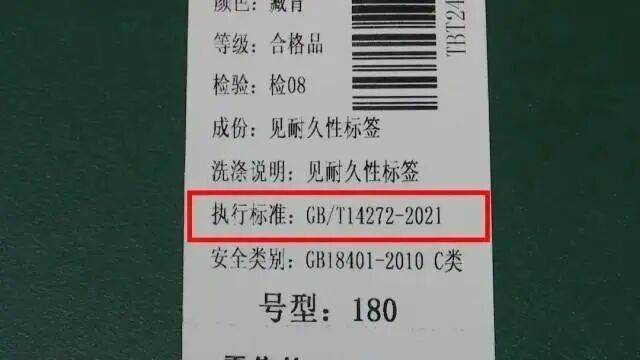 颜色: 藏青
等级: 合格品
检验: 检08
成份: 见耐久性标签
洗涤说明: 见耐久性标签
执行标准: GB/T14272-2021
安全类别: GB18401-2010 C类
号型: 180
TBT24